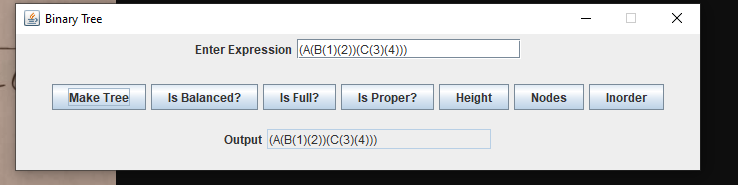 Binary Tree
Enter Expression (A(B(1)(2))(C(3)(4)))
Make Tree Is Balanced? Is Full? Is Proper? Height Nodes Inorder
Output (A(B(1)(2))(C(3)(4)))